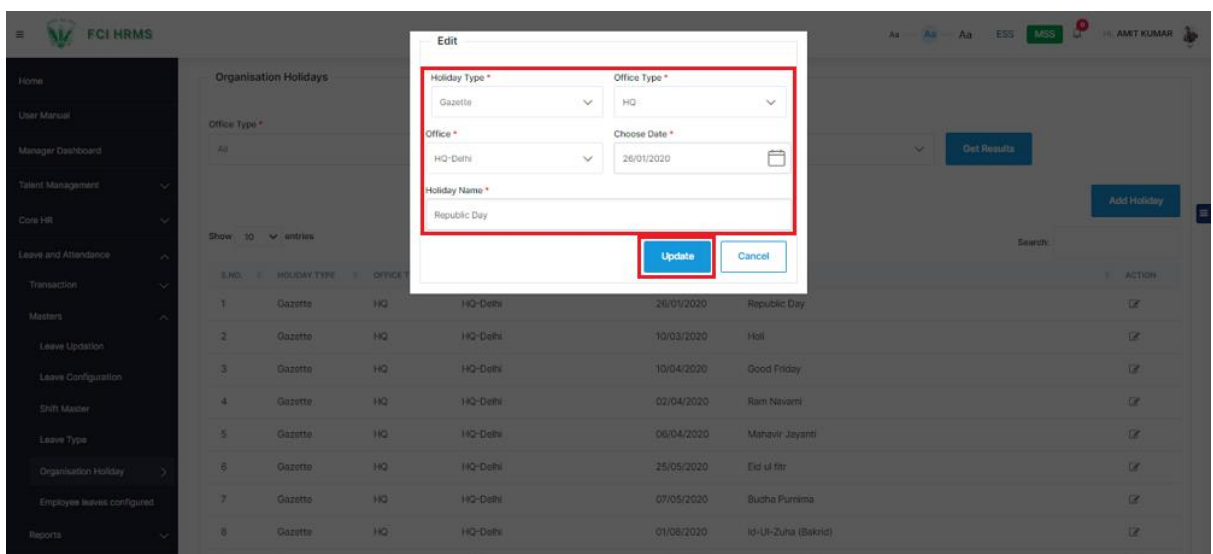 FCI HRMS
Aa Aa Aa ESS MSS 0 Hi, AMIT KUMAR
Edit
Holiday Type * Office Type *
Gazette HQ
Office * Choose Date *
HQ-Delhi 26/01/2020
Holiday Name *
Republic Day
Update Cancel
Home
User Manual
Manager Dashboard
Talent Management
Core HR
Leave and Attendance
Transaction
Masters
Leave Updation
Leave Configuration
Shift Master
Leave Type
Organisation Holiday
Employee leaves configured
Reports
Organisation Holidays
Office Type *
All
Get Results
Add Holiday
Show 10 entries Search:
S.NO. HOLIDAY TYPE OFFICE T ACTION
1 Gazette HQ HQ-Delhi 26/01/2020 Republic Day
2 Gazette HQ HQ-Delhi 10/03/2020 Holi
3 Gazette HQ HQ-Delhi 10/04/2020 Good Friday
4 Gazette HQ HQ-Delhi 02/04/2020 Ram Navami
5 Gazette HQ HQ-Delhi 06/04/2020 Mahavir Jayanti
6 Gazette HQ HQ-Delhi 25/05/2020 Eid ul fitr
7 Gazette HQ HQ-Delhi 07/05/2020 Budha Purnima
8 Gazette HQ HQ-Delhi 01/08/2020 Id-Ul-Zuha (Bakrid)